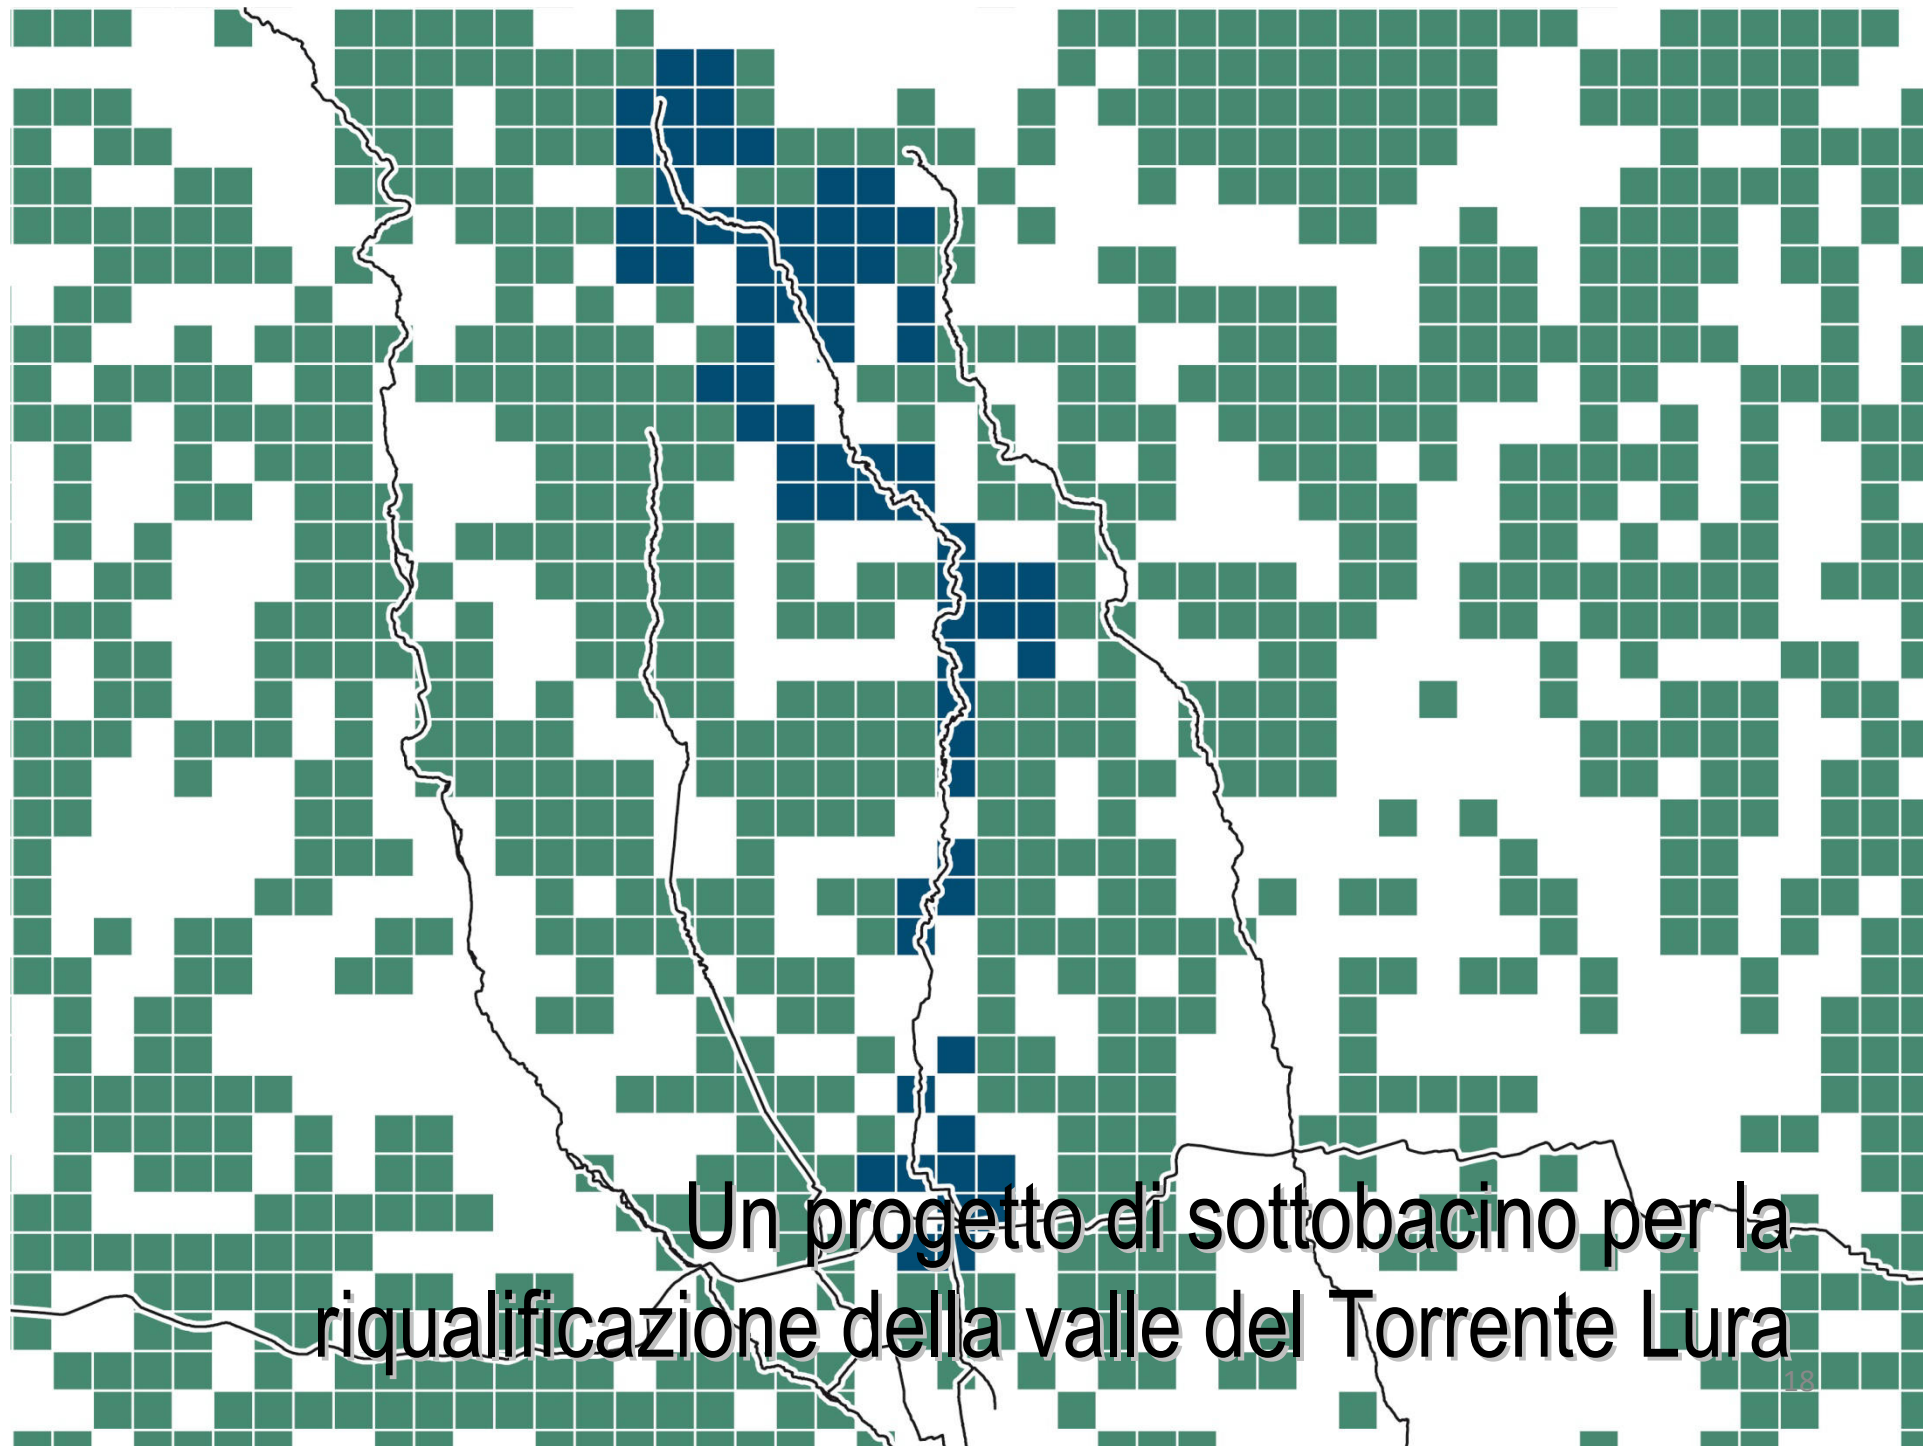 Un progetto di sottobacino per la
riqualificazione della valle del Torrente Lura
18